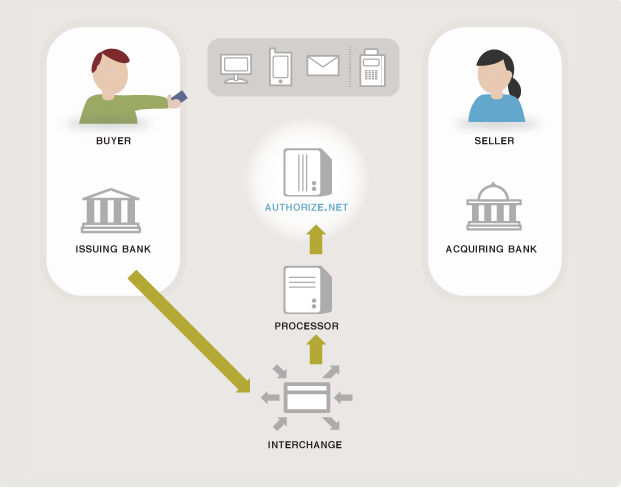 BUYER
SELLER
AUTHORIZE.NET
ISSUING BANK
ACQUIRING BANK
PROCESSOR
INTERCHANGE